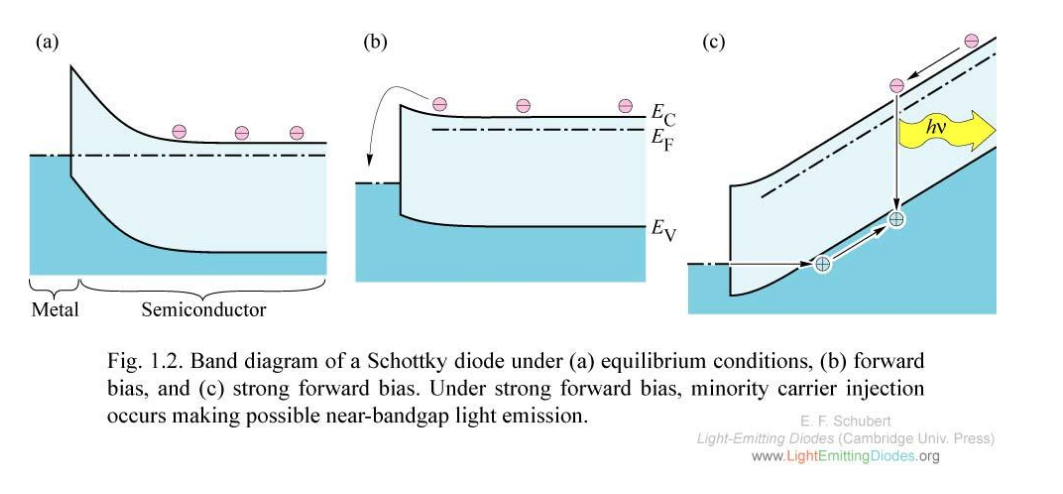 (a)
(b)
(c)
E_C
E_F
E_V
hν
Metal
Semiconductor
Fig. 1.2. Band diagram of a Schottky diode under (a) equilibrium conditions, (b) forward
bias, and (c) strong forward bias. Under strong forward bias, minority carrier injection
occurs making possible near-bandgap light emission.
E. F. Schubert
Light-Emitting Diodes (Cambridge Univ. Press)
www.LightEmittingDiodes.org